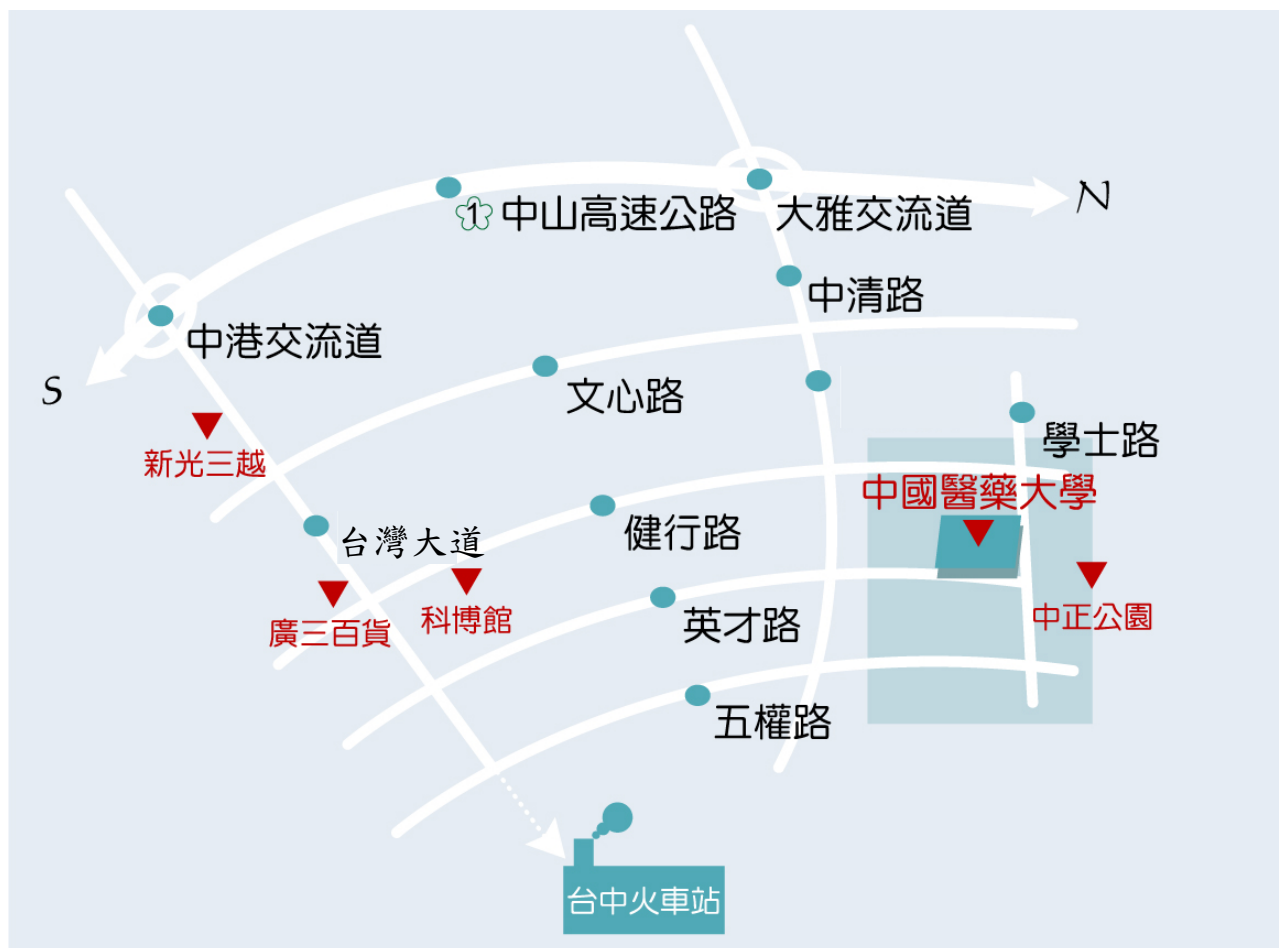 N
1 中山高速公路
大雅交流道
中清路
中港交流道
S
文心路
學士路
新光三越
中國醫藥大學
健行路
台灣大道
廣三百貨
科博館
英才路
中正公園
五權路
台中火車站